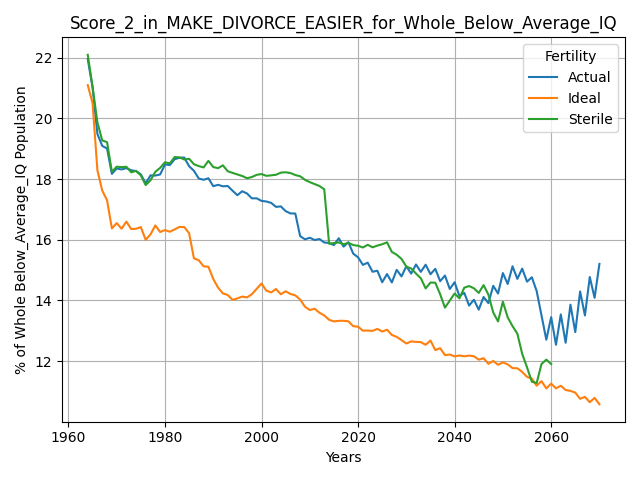 Score_2_in_MAKE_DIVORCE_EASIER_for_Whole_Below_Average_IQ
Fertility
Actual
Ideal
Sterile
% of Whole Below_Average_IQ Population
22
20
18
16
14
12
1960
1980
2000
2020
2040
2060
Years